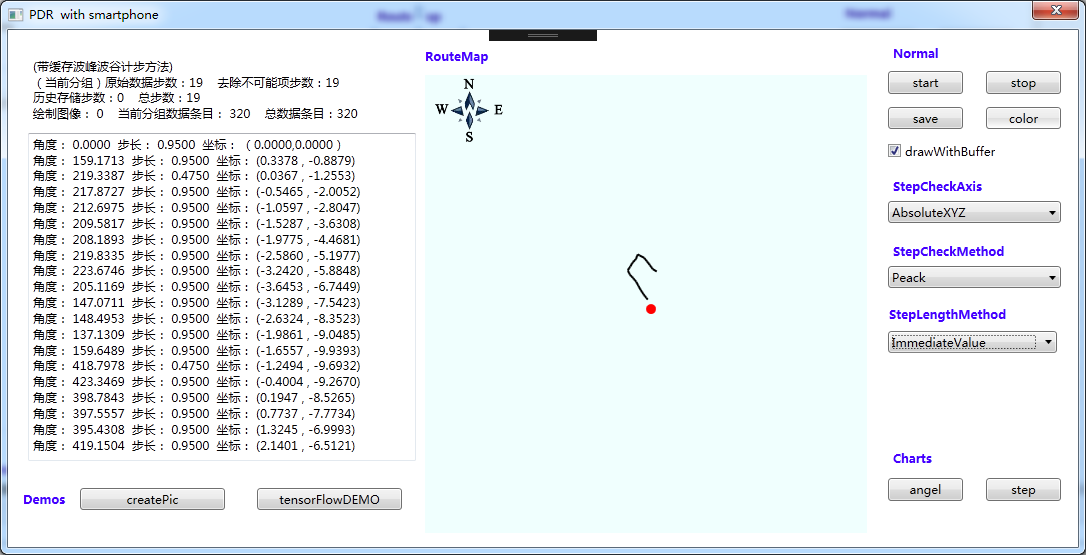 PDR with smartphone
(带缓存波峰波谷计步方法)
（当前分组）原始数据步数：19 去除不可能项步数：19
历史存储步数：0 总步数：19
绘制图像： 0 当前分组数据条目： 320 总数据条目：320
角度： 0.0000 步长： 0.9500 坐标： （ 0.0000,0.0000 ）
角度： 159.1713 步长： 0.9500 坐标： (0.3378 , -0.8879)
角度： 219.3387 步长： 0.4750 坐标： (0.0367 , -1.2553)
角度： 217.8727 步长： 0.9500 坐标： (-0.5465 , -2.0052)
角度： 212.6975 步长： 0.9500 坐标： (-1.0597 , -2.8047)
角度： 209.5817 步长： 0.9500 坐标： (-1.5287 , -3.6308)
角度： 208.1893 步长： 0.9500 坐标： (-1.9775 , -4.4681)
角度： 219.8335 步长： 0.9500 坐标： (-2.5860 , -5.1977)
角度： 223.6746 步长： 0.9500 坐标： (-3.2420 , -5.8848)
角度： 205.1169 步长： 0.9500 坐标： (-3.6453 , -6.7449)
角度： 147.0711 步长： 0.9500 坐标： (-3.1289 , -7.5423)
角度： 148.4953 步长： 0.9500 坐标： (-2.6324 , -8.3523)
角度： 137.1309 步长： 0.9500 坐标： (-1.9861 , -9.0485)
角度： 159.6489 步长： 0.9500 坐标： (-1.6557 , -9.9393)
角度： 418.7978 步长： 0.4750 坐标： (-1.2494 , -9.6932)
角度： 423.3469 步长： 0.9500 坐标： (-0.4004 , -9.2670)
角度： 398.7843 步长： 0.9500 坐标： (0.1947 , -8.5265)
角度： 397.5557 步长： 0.9500 坐标： (0.7737 , -7.7734)
角度： 395.4308 步长： 0.9500 坐标： (1.3245 , -6.9993)
角度： 419.1504 步长： 0.9500 坐标： (2.1401 , -6.5121)
Demos
createPic
tensorFlowDEMO
RouteMap
N
W E
S
Normal
start
stop
save
color
drawWithBuffer
StepCheckAxis
AbsoluteXYZ
StepCheckMethod
Peack
StepLengthMethod
ImmediateValue
Charts
angel
step